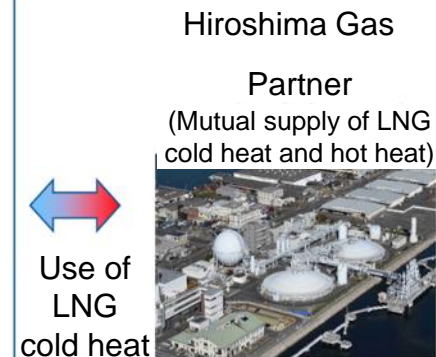 Hiroshima Gas
Partner
(Mutual supply of LNG
cold heat and hot heat)
Use of
LNG
cold heat